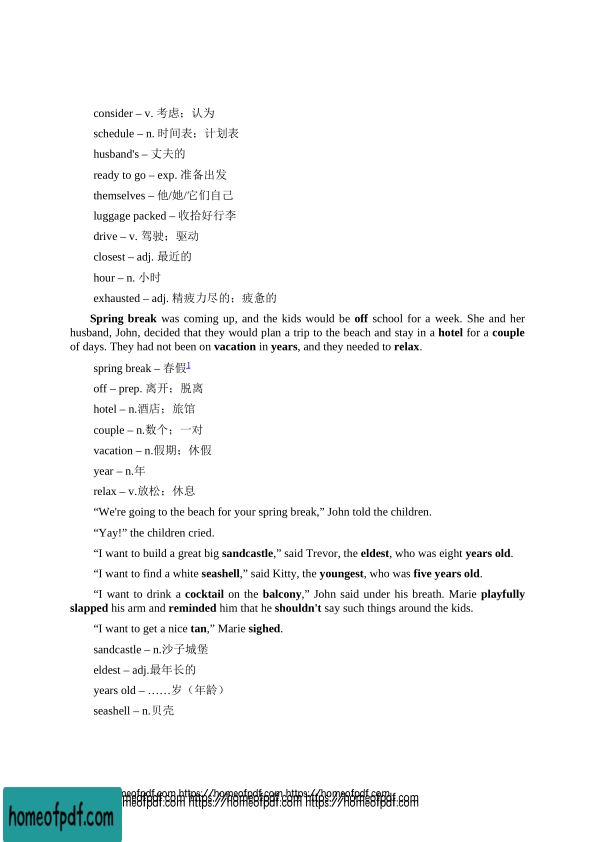 consider – v. 考虑；认为
schedule – n. 时间表；计划表
husband's – 丈夫的
ready to go – exp. 准备出发
themselves – 他/她/它们自己
luggage packed – 收拾好行李
drive – v. 驾驶；驱动
closest – adj. 最近的
hour – n. 小时
exhausted – adj. 精疲力尽的；疲惫的
Spring break was coming up, and the kids would be off school for a week. She and her
husband, John, decided that they would plan a trip to the beach and stay in a hotel for a couple
of days. They had not been on vacation in years, and they needed to relax.
spring break – 春假1
off – prep. 离开；脱离
hotel – n.酒店；旅馆
couple – n.数个；一对
vacation – n.假期；休假
year – n.年
relax – v.放松；休息
“We're going to the beach for your spring break,” John told the children.
“Yay!” the children cried.
“I want to build a great big sandcastle,” said Trevor, the eldest, who was eight years old.
“I want to find a white seashell,” said Kitty, the youngest, who was five years old.
“I want to drink a cocktail on the balcony,” John said under his breath. Marie playfully
slapped his arm and reminded him that he shouldn't say such things around the kids.
“I want to get a nice tan,” Marie sighed.
sandcastle – n.沙子城堡
eldest – adj.最年长的
years old – ……岁（年龄）
seashell – n.贝壳
omeofpdf.com https://homeofpdf.com https://homeofpdf.com
omeofpdf.com https://homeofpdf.com https://homeofpdf.com
homeofpdf.com